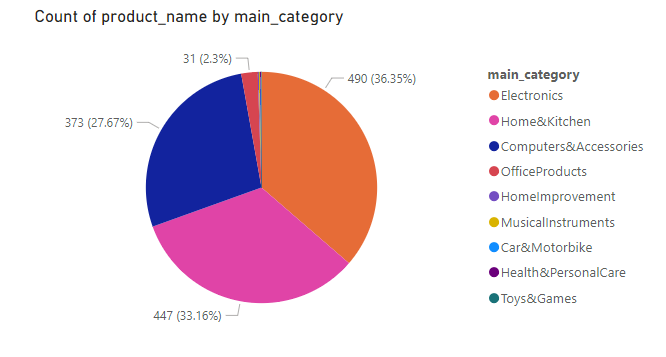 Count of product_name by main_category
31 (2.3%)
490 (36.35%)
373 (27.67%)
447 (33.16%)
main_category
Electronics
Home&Kitchen
Computers&Accessories
OfficeProducts
HomeImprovement
MusicalInstruments
Car&Motorbike
Health&PersonalCare
Toys&Games